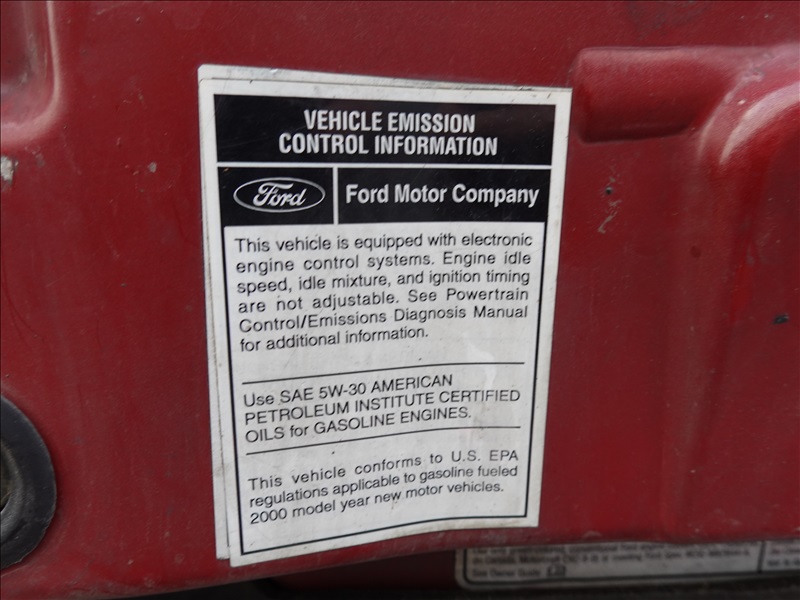 VEHICLE EMISSION
CONTROL INFORMATION
Ford
Ford Motor Company
This vehicle is equipped with electronic
engine control systems. Engine idle
speed, idle mixture, and ignition timing
are not adjustable. See Powertrain
Control/Emissions Diagnosis Manual
for additional information.
Use SAE 5W-30 AMERICAN
PETROLEUM INSTITUTE CERTIFIED
OILS for GASOLINE ENGINES.
This vehicle conforms to U.S. EPA
regulations applicable to gasoline fueled
2000 model year new motor vehicles.
See Owner Guide